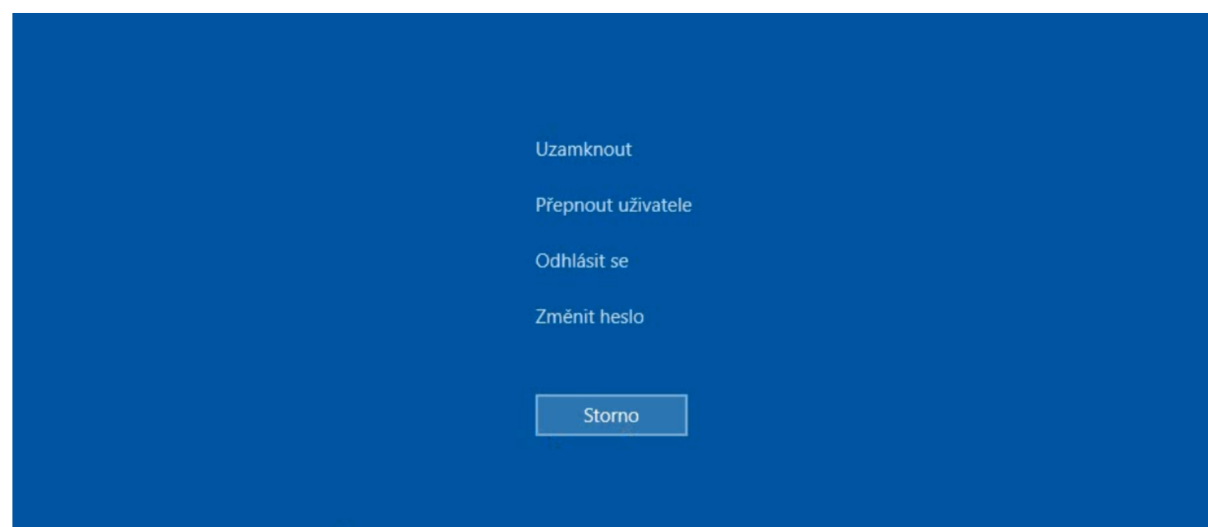 Uzamknout
Přepnout uživatele
Odhlásit se
Změnit heslo
Storno